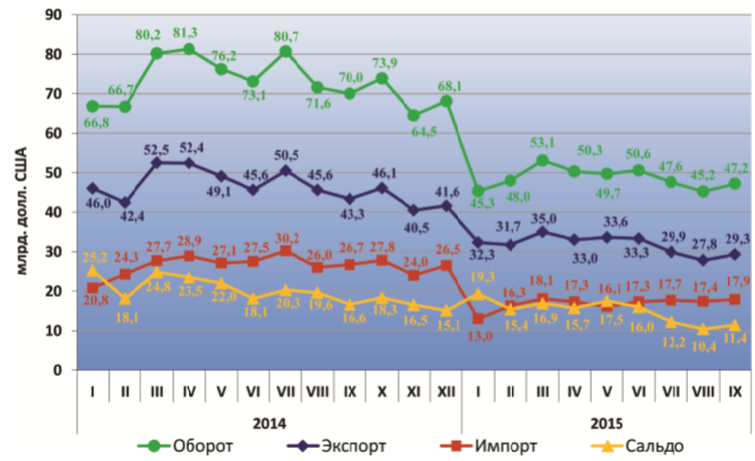 90
80
70
60
50
40
30
20
10
0
млрд. долл. США
66,8 66,7 80,2 81,3 76,2 73,1 80,7 71,6 70,0 73,9 64,5 68,1 45,3 48,0 53,1 50,3 49,7 50,6 47,6 45,2 47,2
46,0 42,4 52,5 52,4 49,1 45,6 50,5 45,6 43,3 46,1 40,5 41,6 32,3 31,7 35,0 33,0 33,6 33,3 29,9 27,8 29,3
20,8 24,3 27,7 28,9 27,1 27,5 30,2 26,0 26,7 27,8 24,0 26,5 13,0 16,3 18,1 17,3 16,1 17,3 17,7 17,4 17,9
25,2 18,1 24,8 23,5 22,0 18,1 20,3 19,6 16,6 18,3 16,5 15,1 19,3 15,4 16,9 15,7 17,5 16,0 12,2 10,4 11,4
I II III IV V VI VII VIII IX X XI XII I II III IV V VI VII VIII IX
2014 2015
Оборот Экспорт Импорт Сальдо